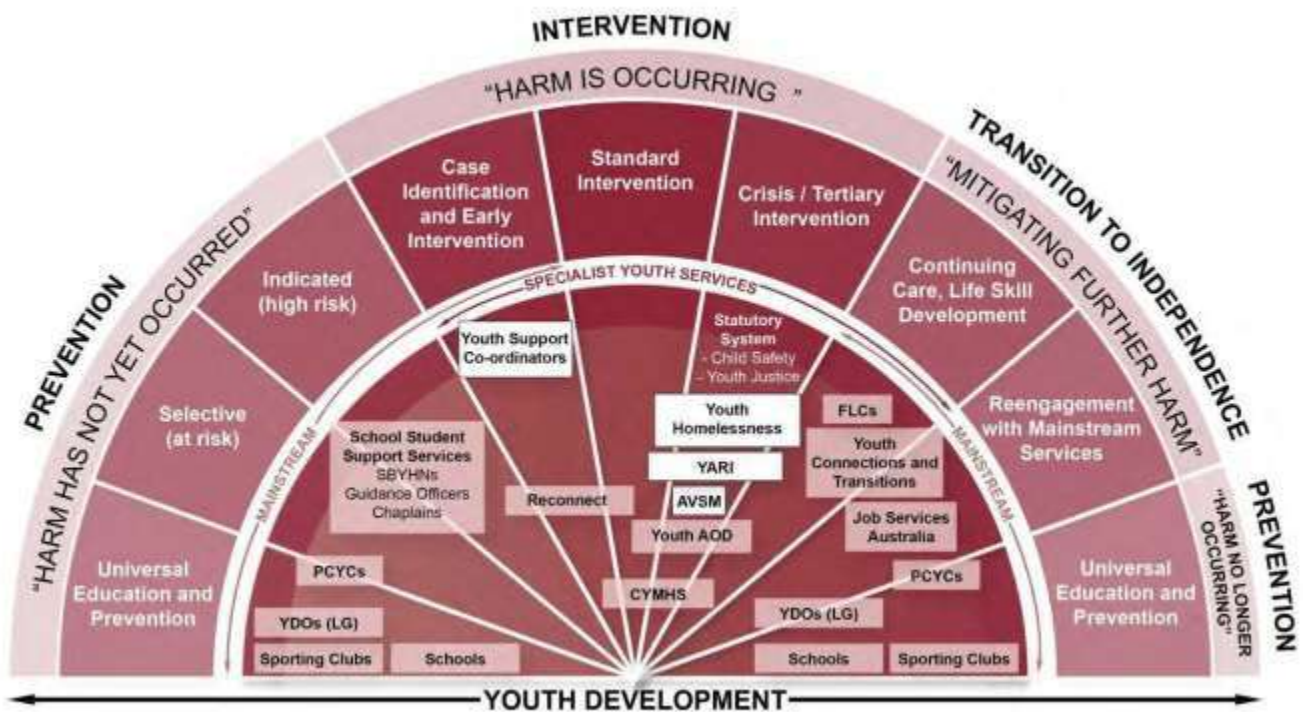 INTERVENTION
"HARM IS OCCURRING "
PREVENTION
"HARM HAS NOT YET OCCURRED"
TRANSITION TO INDEPENDENCE
"MITIGATING FURTHER HARM"
PREVENTION
"HARM NO LONGER
OCCURRING"
Universal
Education and
Prevention
Selective
(at risk)
Indicated
(high risk)
Case
Identification
and Early
Intervention
Standard
Intervention
Crisis / Tertiary
Intervention
Continuing
Care, Life Skill
Development
Reengagement
with Mainstream
Services
Universal
Education and
Prevention
MAINSTREAM
SPECIALIST YOUTH SERVICES
MAINSTREAM
Youth Support
Co-ordinators
Statutory
System
- Child Safety
- Youth Justice
Youth
Homelessness
FLCs
School Student
Support Services
SBYHNs
Guidance Officers
Chaplains
Youth
Connections and
Transitions
YARI
Reconnect
AVSM
Job Services
Australia
Youth AOD
PCYCs
PCYCs
CYMHS
YDOs (LG)
YDOs (LG)
Sporting Clubs
Schools
Schools
Sporting Clubs
YOUTH DEVELOPMENT